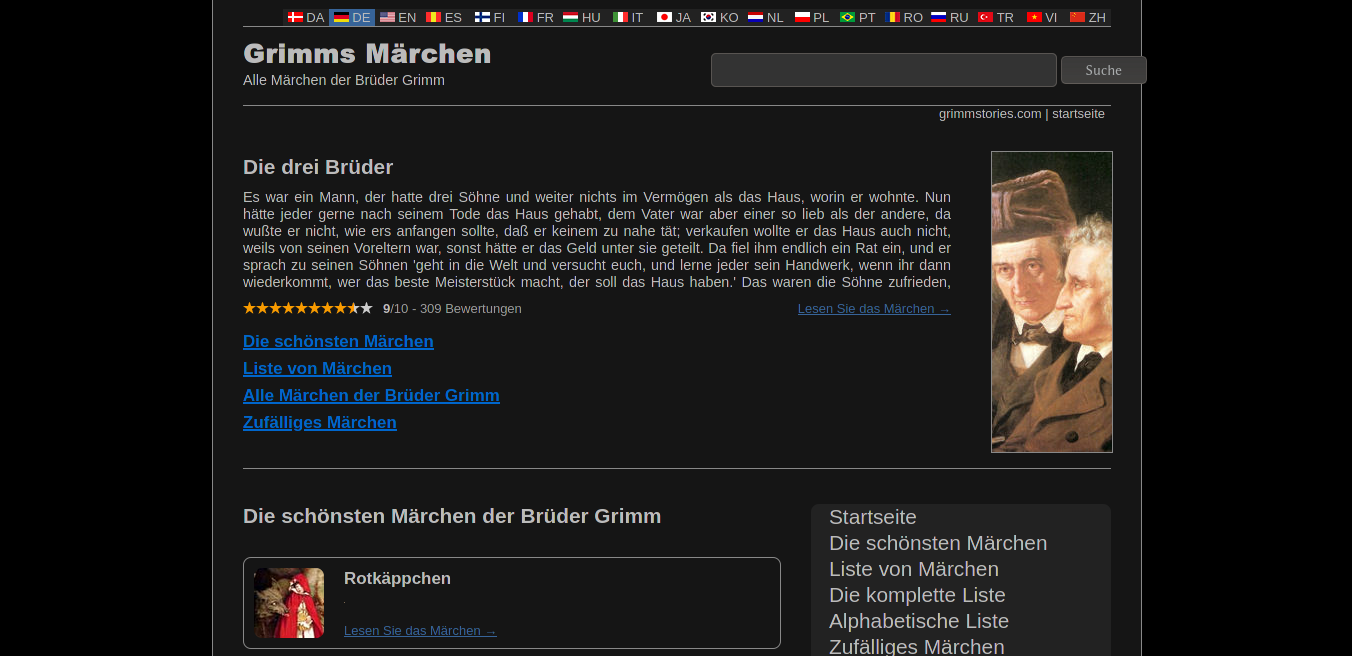 DA DE EN ES FI FR HU IT JA KO NL PL PT RO RU TR VI ZH
Grimms Märchen
Alle Märchen der Brüder Grimm
Suche
grimmstories.com | startseite
Die drei Brüder
Es war ein Mann, der hatte drei Söhne und weiter nichts im Vermögen als das Haus, worin er wohnte. Nun
hätte jeder gerne nach seinem Tode das Haus gehabt, dem Vater war aber einer so lieb als der andere, da
wußte er nicht, wie ers anfangen sollte, daß er keinem zu nahe tät; verkaufen wollte er das Haus auch nicht,
weils von seinen Voreltern war, sonst hätte er das Geld unter sie geteilt. Da fiel ihm endlich ein Rat ein, und er
sprach zu seinen Söhnen 'geht in die Welt und versucht euch, und lerne jeder sein Handwerk, wenn ihr dann
wiederkommt, wer das beste Meisterstück macht, der soll das Haus haben.' Das waren die Söhne zufrieden,
9/10 - 309 Bewertungen
Lesen Sie das Märchen →
Die schönsten Märchen
Liste von Märchen
Alle Märchen der Brüder Grimm
Zufälliges Märchen
Die schönsten Märchen der Brüder Grimm
Rotkäppchen
Lesen Sie das Märchen →
Startseite
Die schönsten Märchen
Liste von Märchen
Die komplette Liste
Alphabetische Liste
Zufälliges Märchen